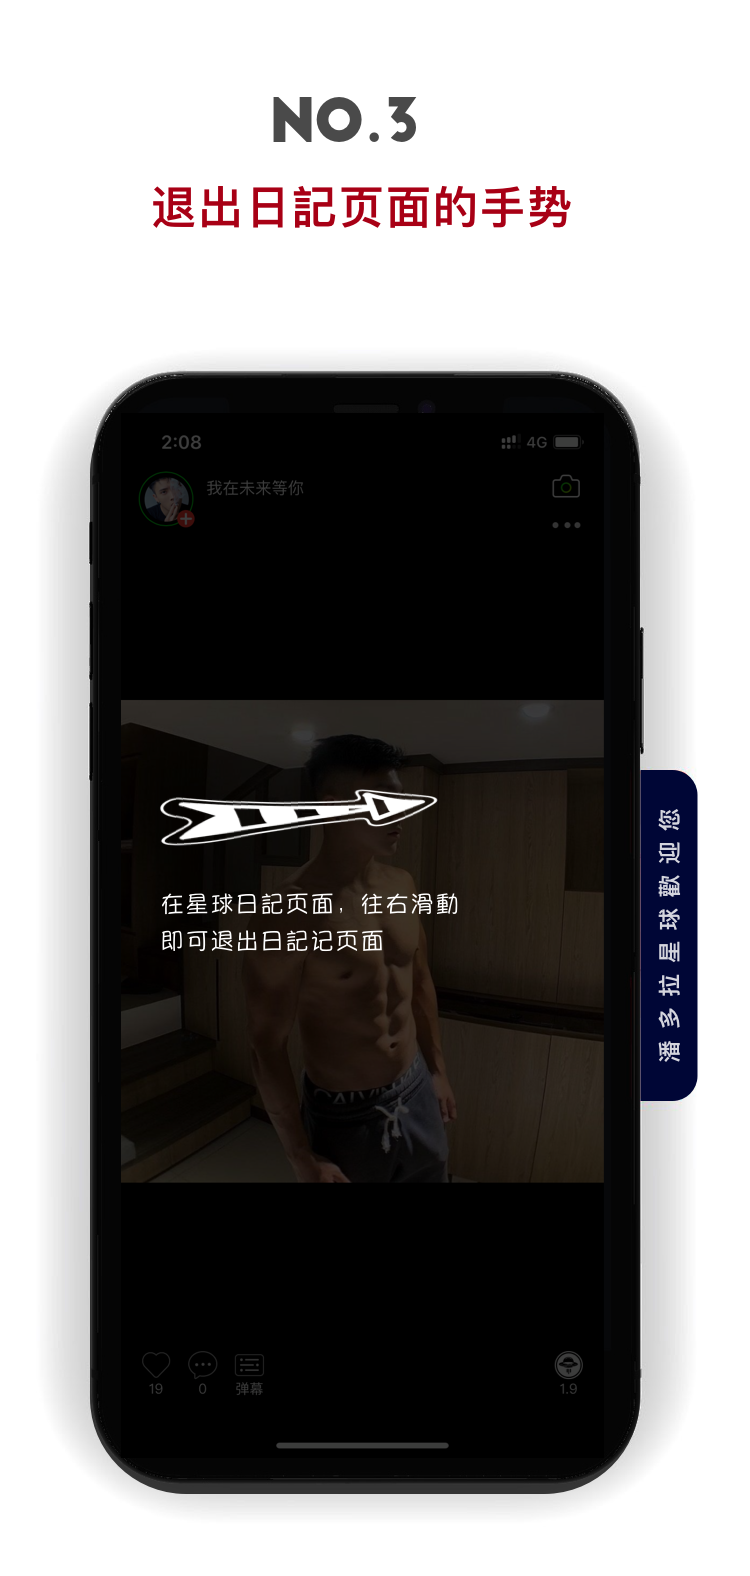 NO.3
退出日記页面的手势
2:08
4G
我在未来等你
在星球日記页面，往右滑動
即可退出日記记页面
CALVIN
潘多拉星球歡迎您
19
0
弹幕
1.9